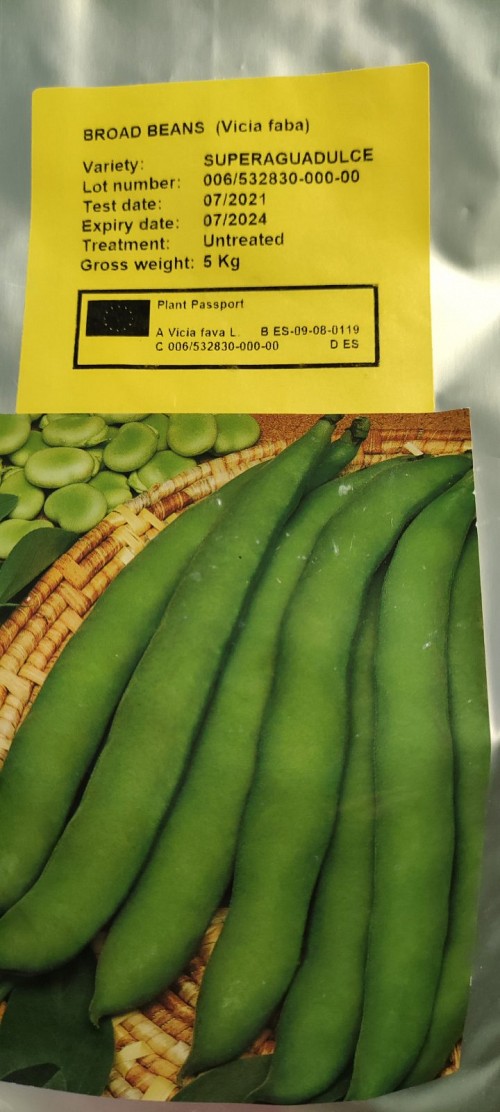 BROAD BEANS (Vicia faba)
Variety: SUPERAGUADULCE
Lot number: 006/532830-000-00
Test date: 07/2021
Expiry date: 07/2024
Treatment: Untreated
Gross weight: 5 Kg
Plant Passport
A Vicia fava L. B ES-09-08-0119
C 006/532830-000-00 D ES